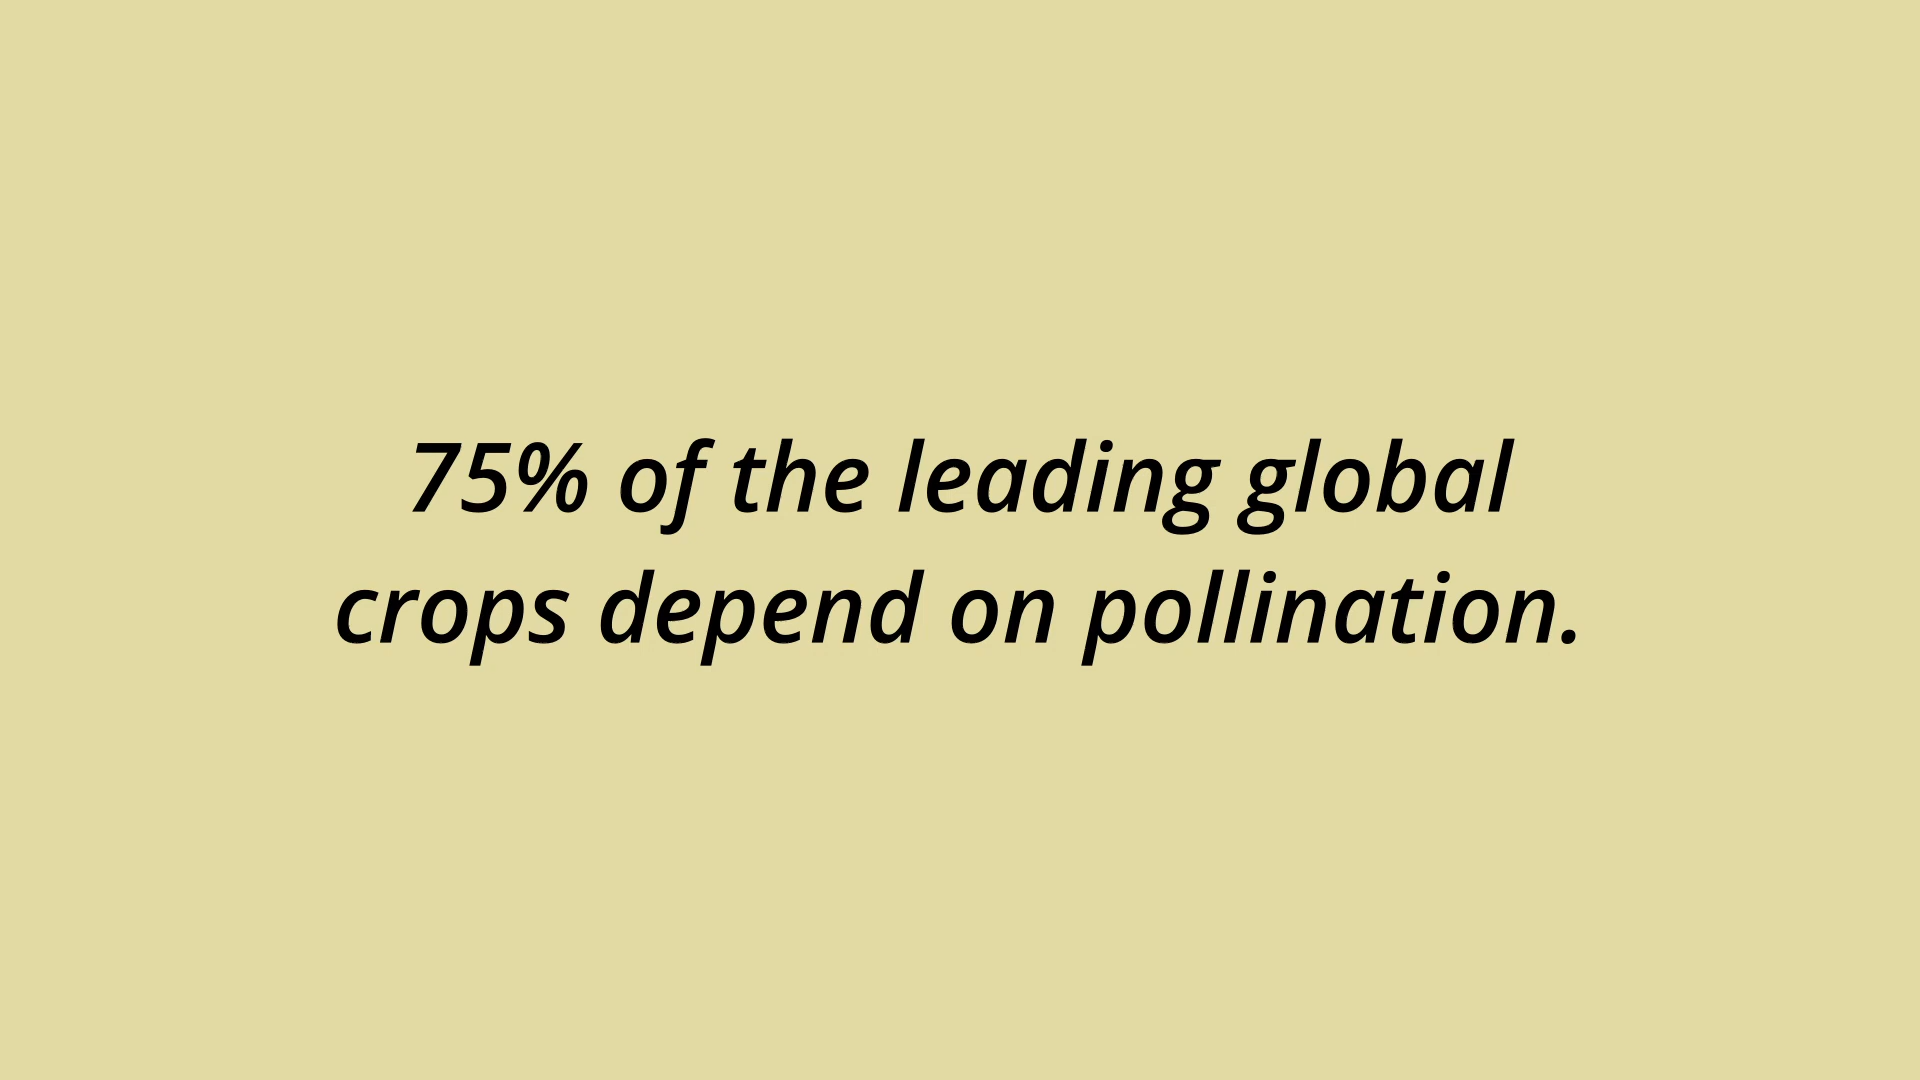 75% of the leading global
crops depend on pollination.